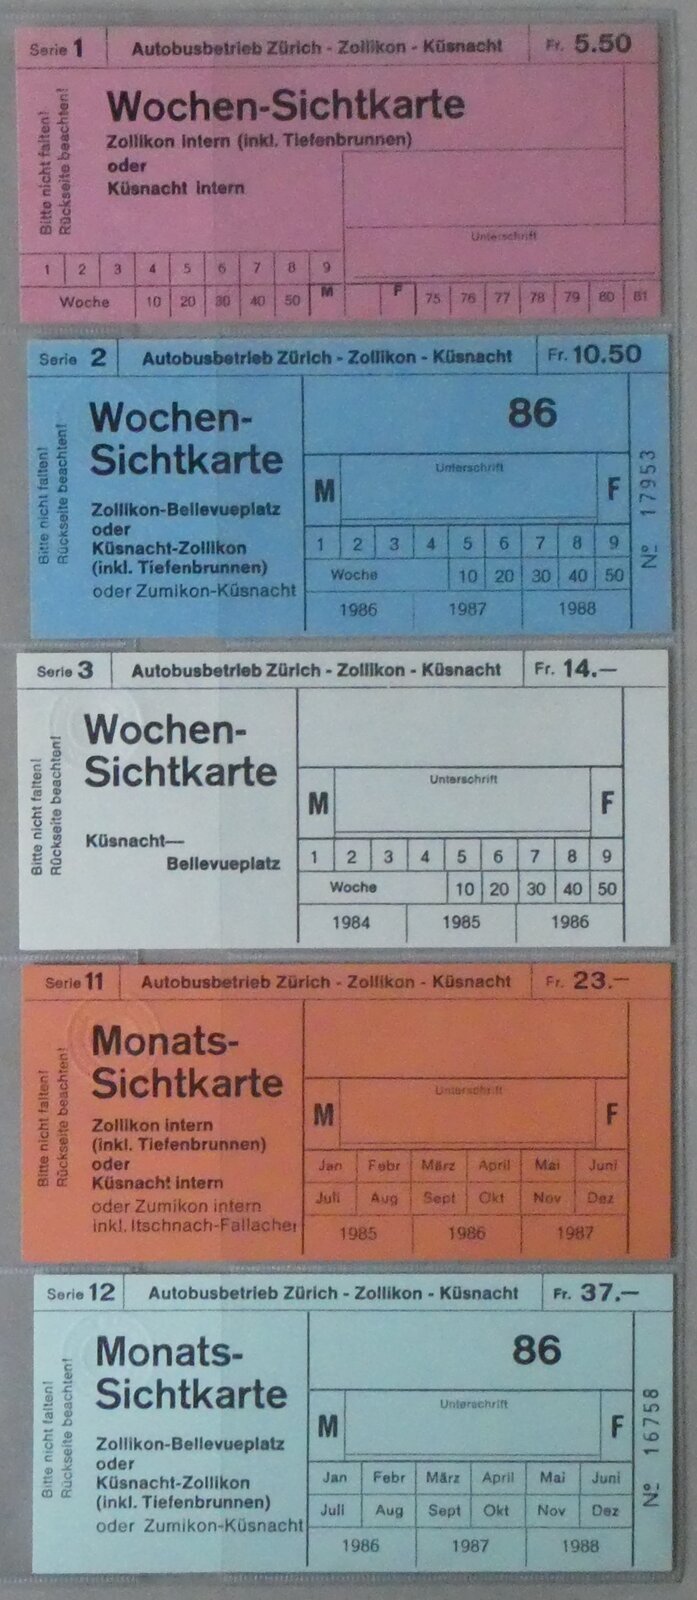 Serie 1 Autobusbetrieb Zürich - Zollikon - Küsnacht Fr. 5.50
Bitte nicht falten!
Rückseite beachten!
Wochen-Sichtkarte
Zollikon intern (inkl. Tiefenbrunnen)
oder
Küsnacht intern
Unterschrift
1 2 3 4 5 6 7 8 9
Woche 10 20 30 40 50 M F 75 76 77 78 79 80 81
Serie 2 Autobusbetrieb Zürich - Zollikon - Küsnacht Fr. 10.50
Bitte nicht falten!
Rückseite beachten!
Wochen-
Sichtkarte
Zollikon-Bellevueplatz
oder
Küsnacht-Zollikon
(inkl. Tiefenbrunnen)
oder Zumikon-Küsnacht
86
Unterschrift
M F
1 2 3 4 5 6 7 8 9
Woche 10 20 30 40 50
1986 1987 1988
Nº 17953
Serie 3 Autobusbetrieb Zürich - Zollikon - Küsnacht Fr. 14.—
Bitte nicht falten!
Rückseite beachten!
Wochen-
Sichtkarte
Küsnacht—
Bellevueplatz
Unterschrift
M F
1 2 3 4 5 6 7 8 9
Woche 10 20 30 40 50
1984 1985 1986
Serie 11 Autobusbetrieb Zürich - Zollikon - Küsnacht Fr. 23.—
Bitte nicht falten!
Rückseite beachten!
Monats-
Sichtkarte
Zollikon intern
(inkl. Tiefenbrunnen)
oder
Küsnacht intern
oder Zumikon intern
inkl. Itschnach-Fallacher
Unterschrift
M F
Jan Febr März April Mai Juni
Juli Aug Sept Okt Nov Dez
1985 1986 1987
Serie 12 Autobusbetrieb Zürich - Zollikon - Küsnacht Fr. 37.—
Bitte nicht falten!
Rückseite beachten!
Monats-
Sichtkarte
Zollikon-Bellevueplatz
oder
Küsnacht-Zollikon
(inkl. Tiefenbrunnen)
oder Zumikon-Küsnacht
86
Unterschrift
M F
Jan Febr März April Mai Juni
Juli Aug Sept Okt Nov Dez
1986 1987 1988
Nº 16758